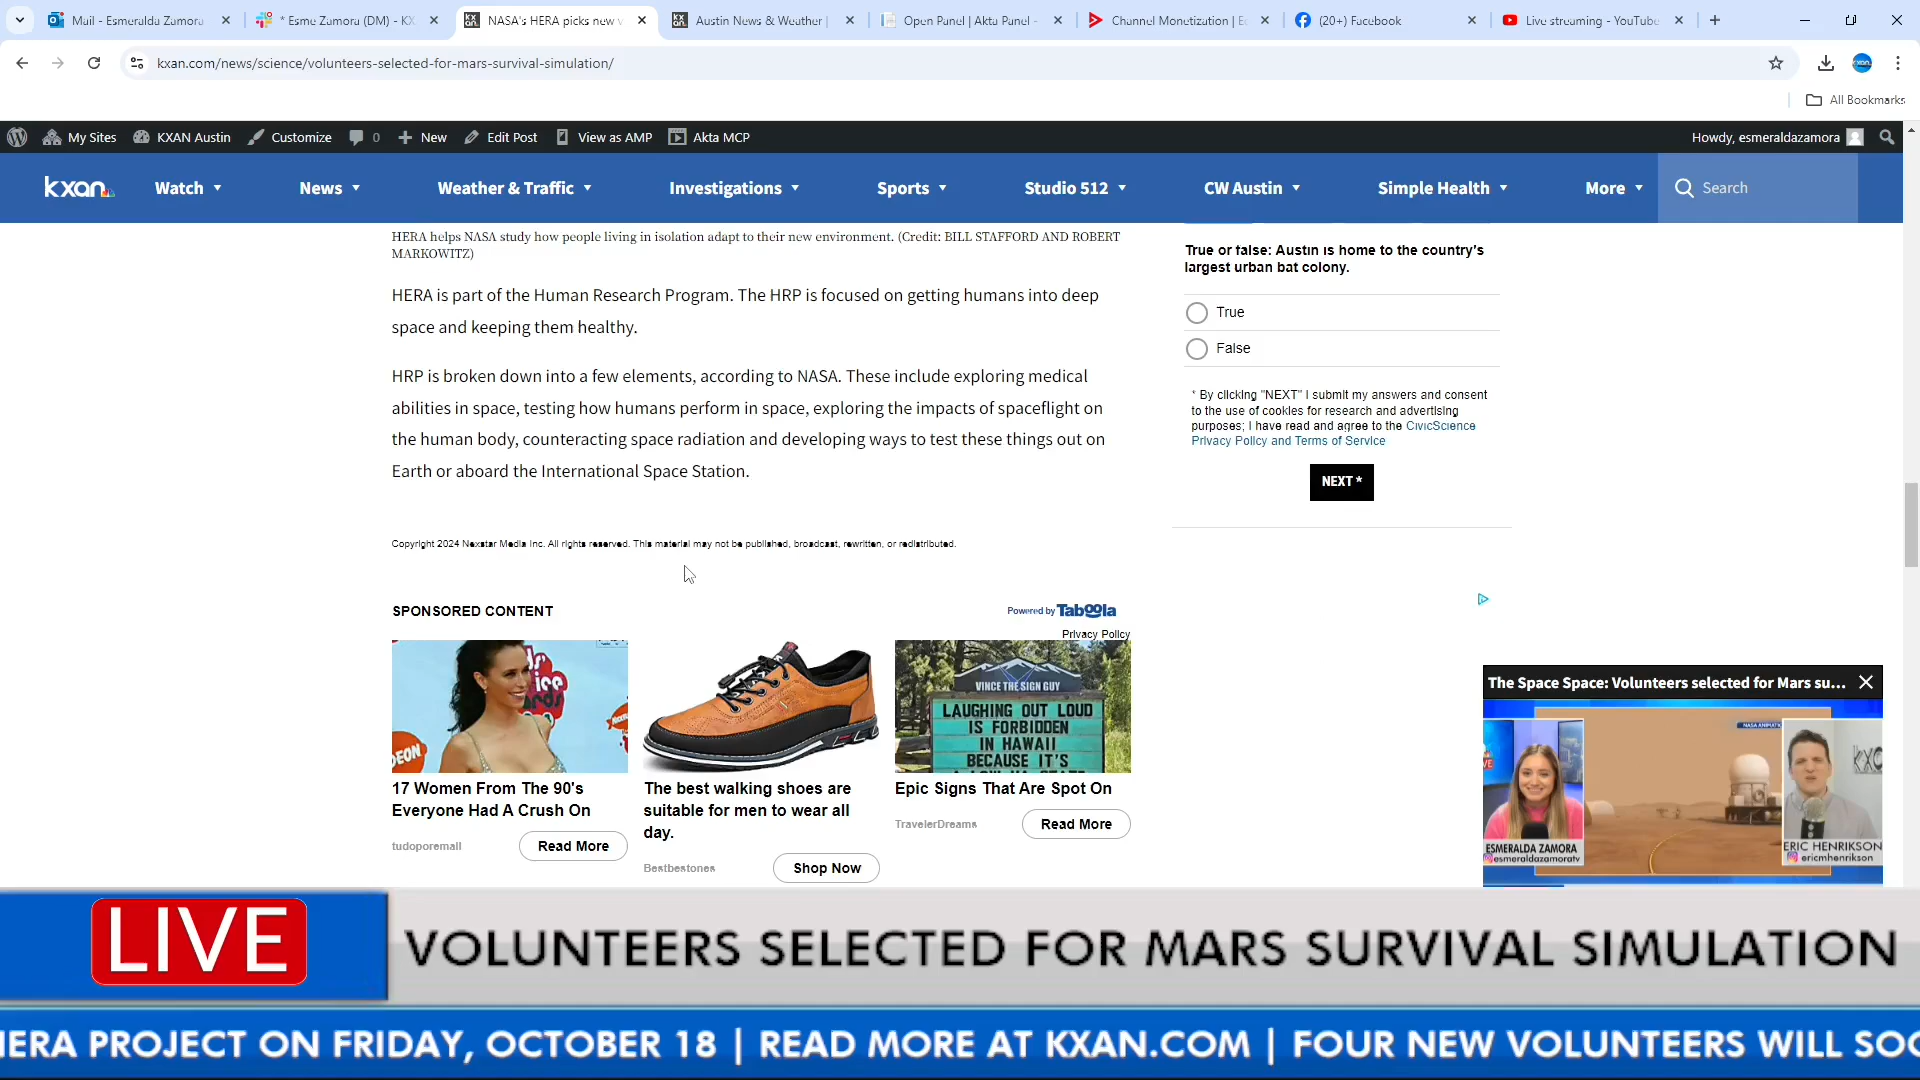 Mail - Esmeralda Zamora
* Esme Zamora (DM) - KX
NASA's HERA picks new v
Austin News & Weather |
Open Panel | Akta Panel -
Channel Monetization |
(20+) Facebook
Live streaming - YouTube
kxan.com/news/science/volunteers-selected-for-mars-survival-simulation/
All Bookmarks
My Sites
KXAN Austin
Customize
0
New
Edit Post
View as AMP
Akta MCP
Howdy, esmeraldazamora
kxan
Watch
News
Weather & Traffic
Investigations
Sports
Studio 512
CW Austin
Simple Health
More
Search
HERA helps NASA study how people living in isolation adapt to their new environment. (Credit: BILL STAFFORD AND ROBERT
MARKOWITZ)
HERA is part of the Human Research Program. The HRP is focused on getting humans into deep
space and keeping them healthy.
HRP is broken down into a few elements, according to NASA. These include exploring medical
abilities in space, testing how humans perform in space, exploring the impacts of spaceflight on
the human body, counteracting space radiation and developing ways to test these things out on
Earth or aboard the International Space Station.
Copyright 2024 Nexstar Media Inc. All rights reserved. This material may not be published, broadcast, rewritten, or redistributed.
True or false: Austin is home to the country's
largest urban bat colony.
True
False
* By clicking "NEXT" I submit my answers and consent
to the use of cookies for research and advertising
purposes; I have read and agree to the CivicScience
Privacy Policy and Terms of Service
NEXT *
SPONSORED CONTENT
Powered by Taboola
Privacy Policy
VINCE THE SIGN GUY
LAUGHING OUT LOUD
IS FORBIDDEN
IN HAWAII
BECAUSE IT'S
17 Women From The 90's
Everyone Had A Crush On
tudoporemail
Read More
The best walking shoes are
suitable for men to wear all
day.
Bestbestones
Shop Now
Epic Signs That Are Spot On
TravelerDreams
Read More
The Space Space: Volunteers selected for Mars su...
NASA ANIMATION
ESMERALDA ZAMORA
esmeraldazamoratv
ERIC HENRIKSON
ericmhenrikson
LIVE
VOLUNTEERS SELECTED FOR MARS SURVIVAL SIMULATION
HERA PROJECT ON FRIDAY, OCTOBER 18 | READ MORE AT KXAN.COM | FOUR NEW VOLUNTEERS WILL SOO